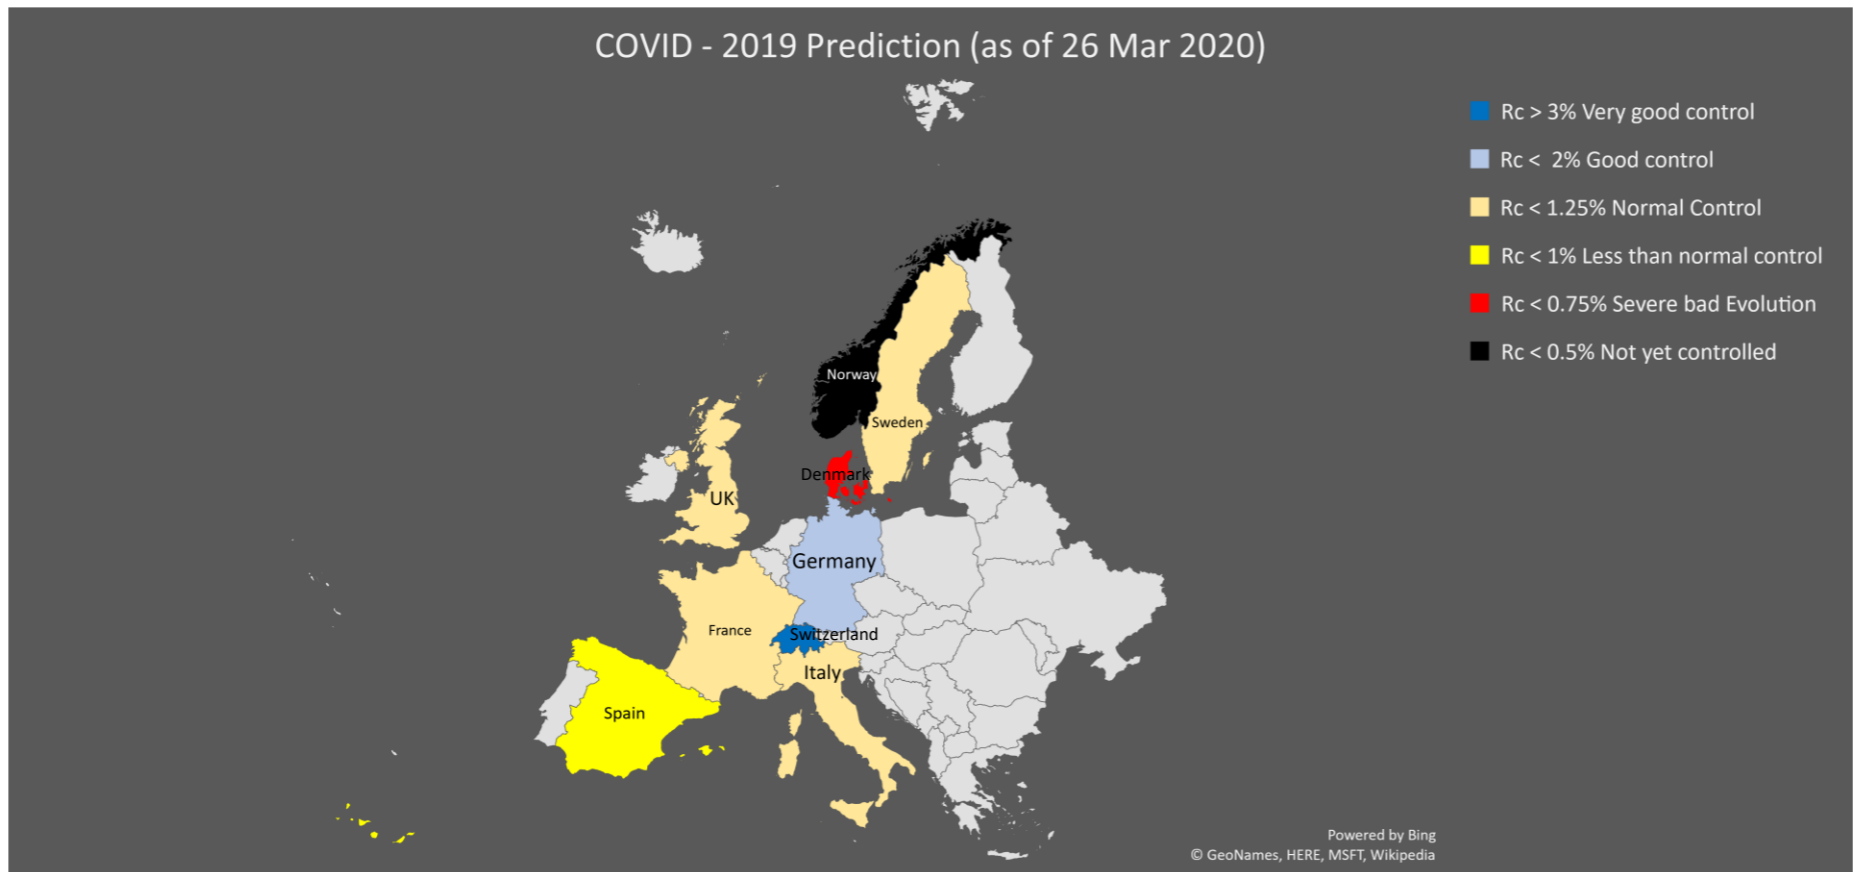 COVID - 2019 Prediction (as of 26 Mar 2020)
Rc > 3% Very good control
Rc <  2% Good control
Rc < 1.25% Normal Control
Rc < 1% Less than normal control
Rc < 0.75% Severe bad Evolution
Rc < 0.5% Not yet controlled
Norway
Sweden
Denmark
UK
Germany
France
Switzerland
Italy
Spain
Powered by Bing
© GeoNames, HERE, MSFT, Wikipedia